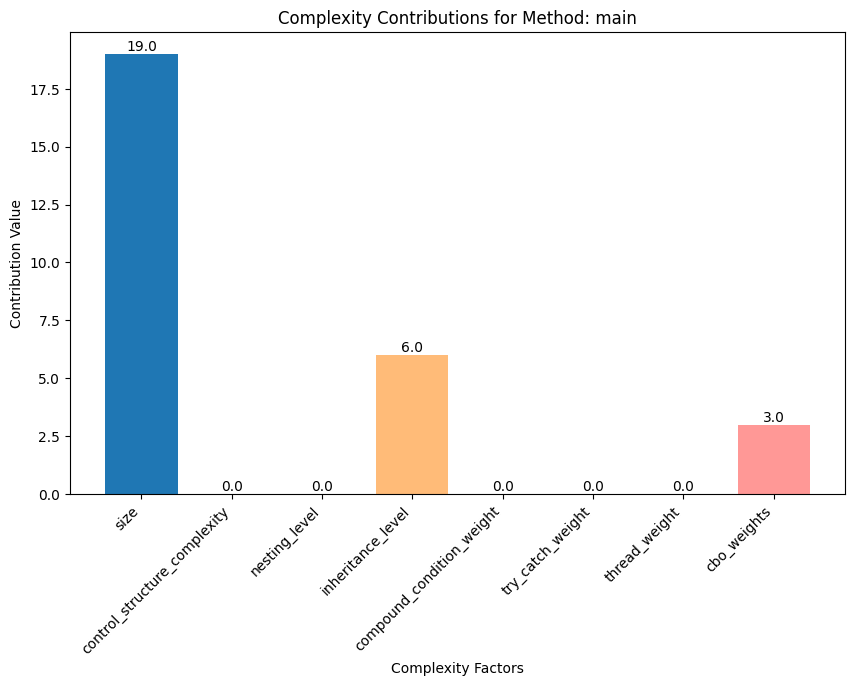 Complexity Contributions for Method: main
Contribution Value
17.5
15.0
12.5
10.0
7.5
5.0
2.5
0.0
19.0
0.0
0.0
6.0
0.0
0.0
0.0
3.0
size
control_structure_complexity
nesting_level
inheritance_level
compound_condition_weight
try_catch_weight
thread_weight
cbo_weights
Complexity Factors